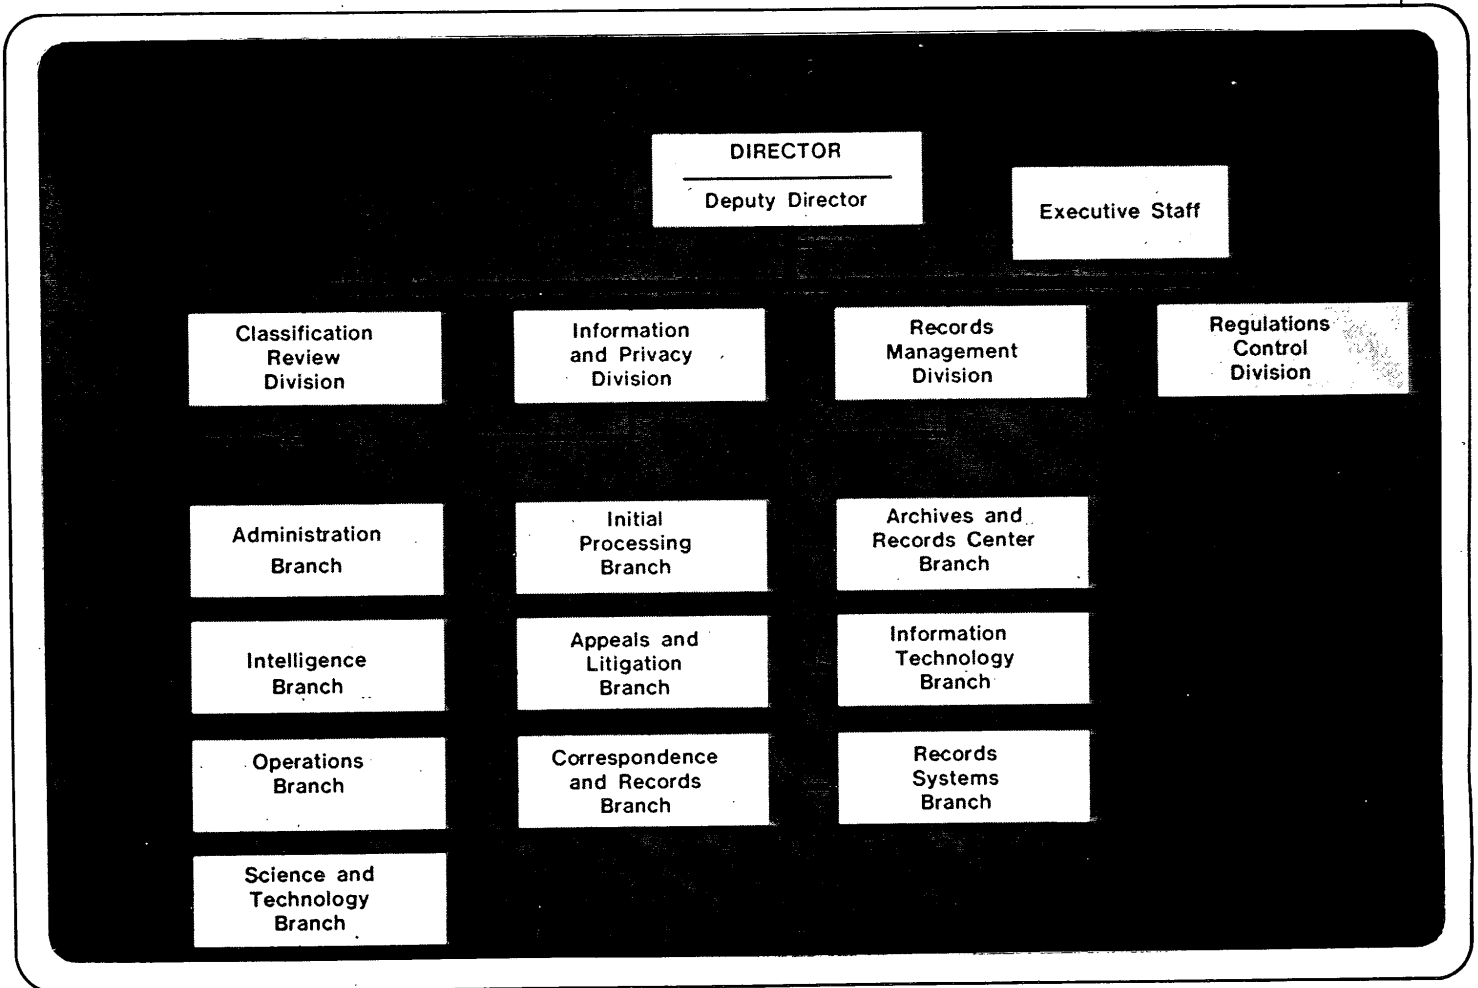 DIRECTOR
Deputy Director
Executive Staff
Classification
Review
Division
Information
and Privacy
Division
Records
Management
Division
Regulations
Control
Division
Administration
Branch
Intelligence
Branch
Operations
Branch
Science and
Technology
Branch
Initial
Processing
Branch
Appeals and
Litigation
Branch
Correspondence
and Records
Branch
Archives and
Records Center
Branch
Information
Technology
Branch
Records
Systems
Branch